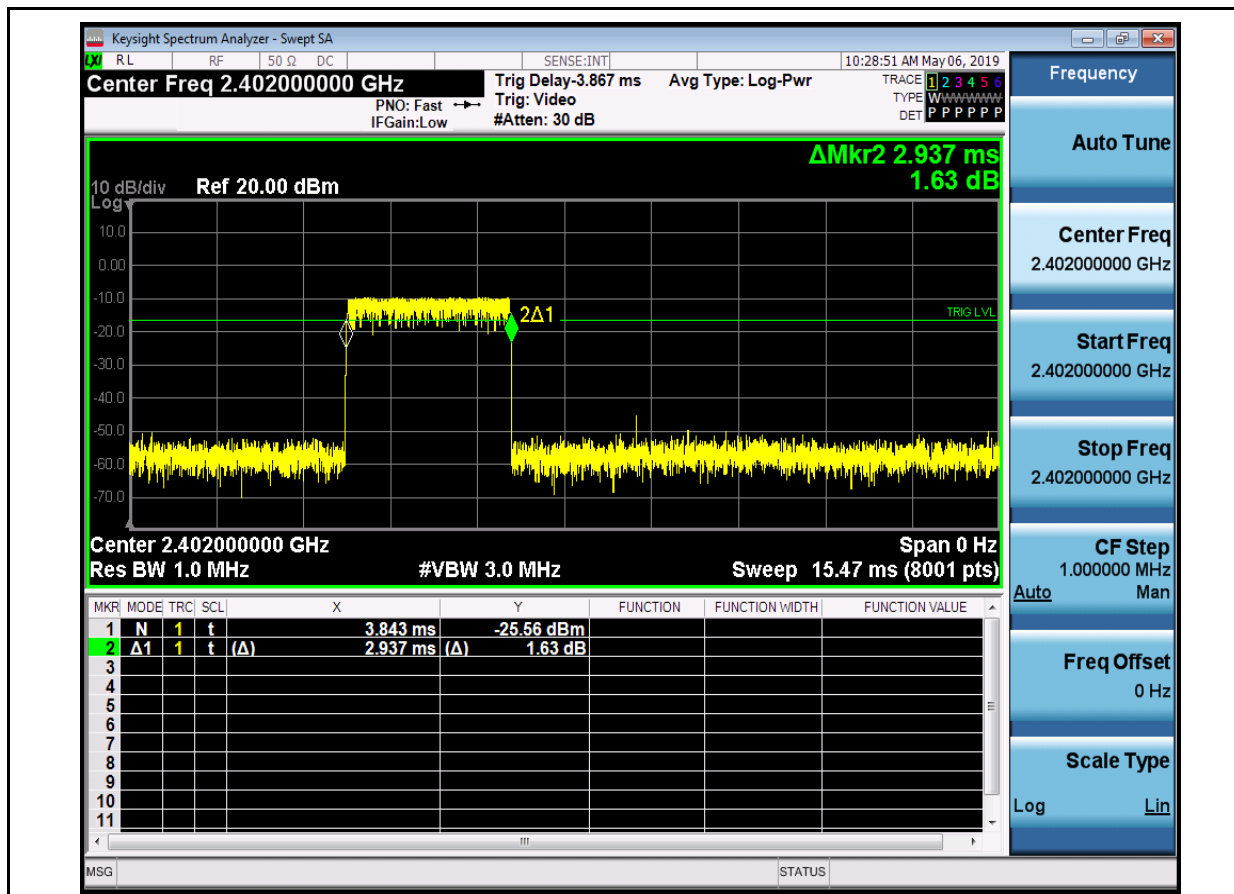 Keysight Spectrum Analyzer - Swept SA
LXI RL RF 50 Ω DC SENSE:INT 10:28:51 AM May 06, 2019
Center Freq 2.402000000 GHz
PNO: Fast
IFGain:Low
Trig Delay-3.867 ms
Trig: Video
#Atten: 30 dB
Avg Type: Log-Pwr
TRACE 1 2 3 4 5 6
TYPE WWWWWW
DET P P P P P P
ΔMkr2 2.937 ms
1.63 dB
10 dB/div Ref 20.00 dBm
Log
10.0
0.00
-10.0
-20.0
-30.0
-40.0
-50.0
-60.0
-70.0
2Δ1
TRIG LVL
Center 2.402000000 GHz Span 0 Hz
Res BW 1.0 MHz #VBW 3.0 MHz Sweep 15.47 ms (8001 pts)
MKR MODE TRC SCL X Y FUNCTION FUNCTION WIDTH FUNCTION VALUE
1 N 1 t 3.843 ms -25.56 dBm
2 Δ1 1 t (Δ) 2.937 ms (Δ) 1.63 dB
3
4
5
6
7
8
9
10
11
MSG STATUS
Frequency
Auto Tune
Center Freq
2.402000000 GHz
Start Freq
2.402000000 GHz
Stop Freq
2.402000000 GHz
CF Step
1.000000 MHz
Auto Man
Freq Offset
0 Hz
Scale Type
Log Lin